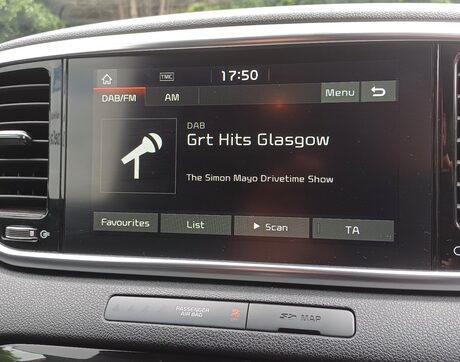 TMC 17:50
DAB/FM AM Menu
DAB
Grt Hits Glasgow
The Simon Mayo Drivetime Show
Favourites List Scan TA
PASSENGER
AIR BAG
MAP